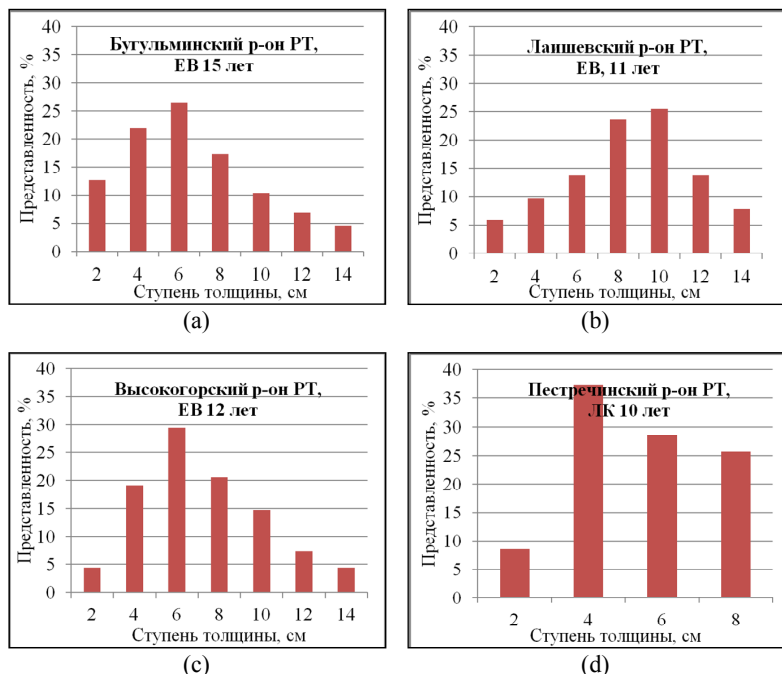 Бугульминский р-он РТ,
ЕВ 15 лет
Представленность, %
40
35
30
25
20
15
10
5
0
2 4 6 8 10 12 14
Ступень толщины, см
(a)
Лаишевский р-он РТ,
ЕВ, 11 лет
Представленность, %
40
35
30
25
20
15
10
5
0
2 4 6 8 10 12 14
Ступень толщины, см
(b)
Высокогорский р-он РТ,
ЕВ 12 лет
Представленность, %
40
35
30
25
20
15
10
5
0
2 4 6 8 10 12 14
Ступень толщины, см
(c)
Пестречинский р-он РТ,
ЛК 10 лет
Представленность, %
40
35
30
25
20
15
10
5
0
2 4 6 8
Ступень толщины, см
(d)